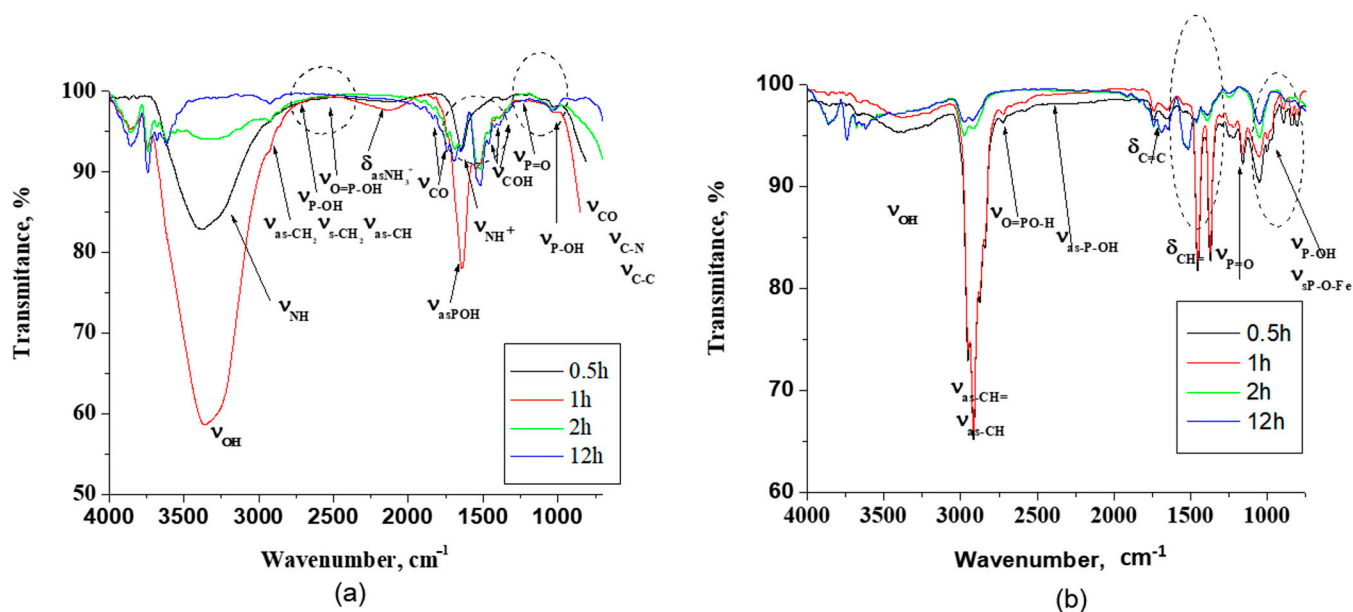 100
90
80
70
60
50
4000 3500 3000 2500 2000 1500 1000
Transmitance, %
Wavenumber, cm⁻¹
(a)
νOH
νNH
νas-CH₂ νs-CH₂ νas-CH
νP-OH
νO=P-OH
δasNH₃⁺
νCO
νasPOH
νNH⁺
νCOH
νP=O
νP-OH
νCO
νC-N
νC-C
0.5h
1h
2h
12h
100
90
80
70
60
4000 3500 3000 2500 2000 1500 1000
Transmitance, %
Wavenumber, cm⁻¹
(b)
νOH
νas-CH=
νas-CH
νO=PO-H
νas-P-OH
δC=C
δCH=
νP=O
νP-OH
νsP-O-Fe
0.5h
1h
2h
12h